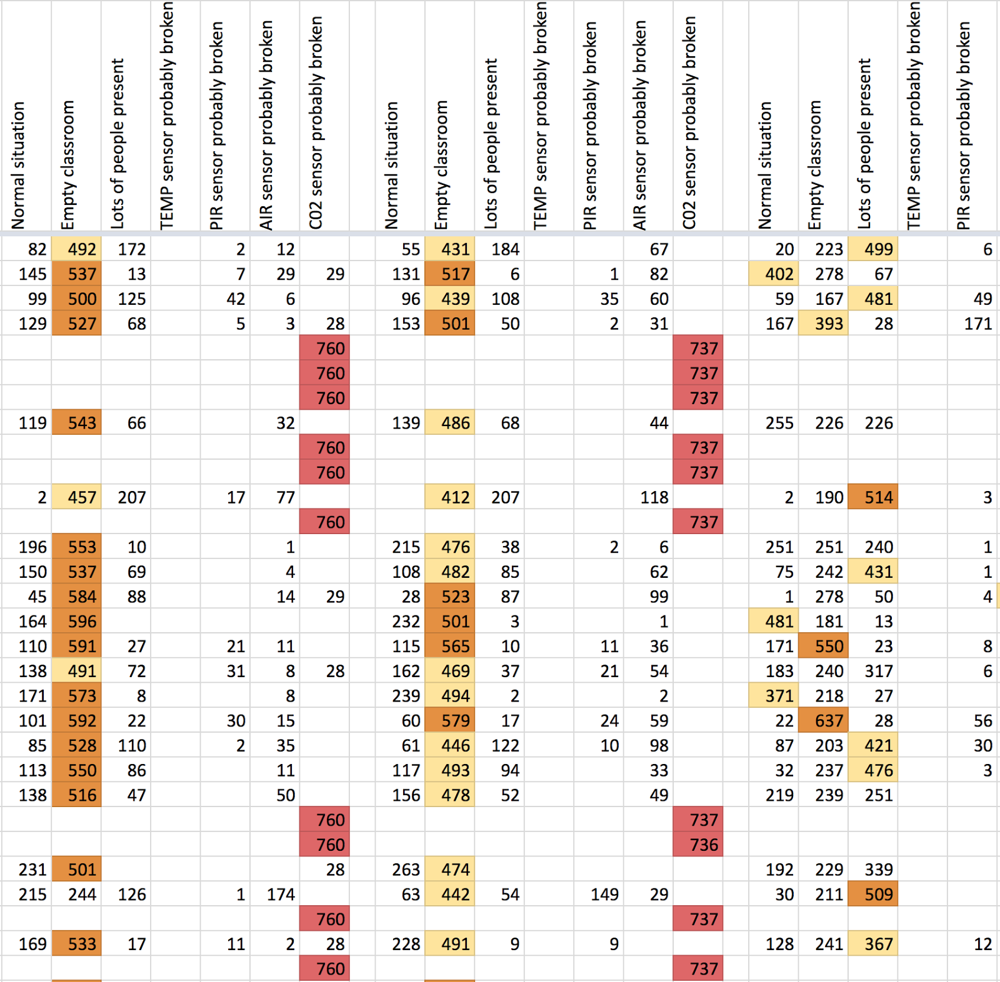 Normal situation Empty classroom Lots of people present TEMP sensor probably broken PIR sensor probably broken AIR sensor probably broken C02 sensor probably broken Normal situation Empty classroom Lots of people present TEMP sensor probably broken PIR sensor probably broken AIR sensor probably broken C02 sensor probably broken Normal situation Empty classroom Lots of people present TEMP sensor probably broken PIR sensor probably broken
82 492 172 2 12 55 431 184 67 20 223 499 6
145 537 13 7 29 29 131 517 6 1 82 402 278 67
99 500 125 42 6 96 439 108 35 60 59 167 481 49
129 527 68 5 3 28 153 501 50 2 31 167 393 28 171
760 737
760 737
760 737
119 543 66 32 139 486 68 44 255 226 226
760 737
760 737
2 457 207 17 77 412 207 118 2 190 514 3
760 737
196 553 10 1 215 476 38 2 6 251 251 240 1
150 537 69 4 108 482 85 62 75 242 431 1
45 584 88 14 29 28 523 87 99 1 278 50 4
164 596 232 501 3 1 481 181 13
110 591 27 21 11 115 565 10 11 36 171 550 23 8
138 491 72 31 8 28 162 469 37 21 54 183 240 317 6
171 573 8 8 239 494 2 2 371 218 27
101 592 22 30 15 60 579 17 24 59 22 637 28 56
85 528 110 2 35 61 446 122 10 98 87 203 421 30
113 550 86 11 117 493 94 33 32 237 476 3
138 516 47 50 156 478 52 49 219 239 251
760 737
760 736
231 501 28 263 474 192 229 339
215 244 126 1 174 63 442 54 149 29 30 211 509
760 737
169 533 17 11 2 28 228 491 9 9 128 241 367 12
760 737